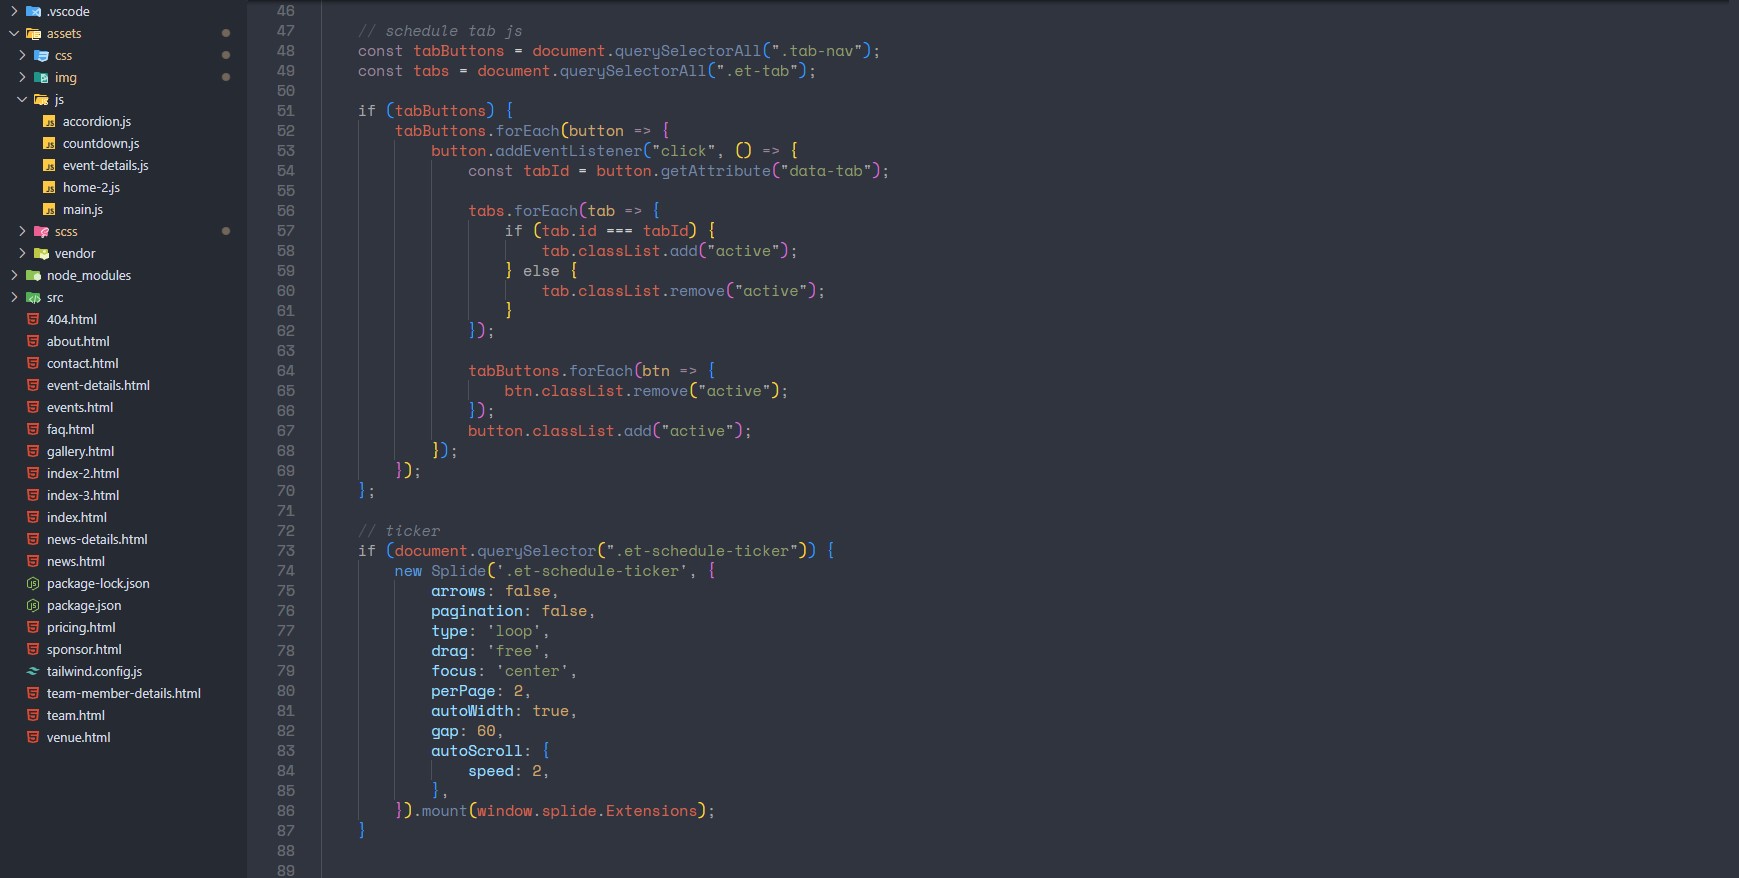 .vscode
assets
css
img
js
accordion.js
countdown.js
event-details.js
home-2.js
main.js
scss
vendor
node_modules
src
404.html
about.html
contact.html
event-details.html
events.html
faq.html
gallery.html
index-2.html
index-3.html
index.html
news-details.html
news.html
package-lock.json
package.json
pricing.html
sponsor.html
tailwind.config.js
team-member-details.html
team.html
venue.html
46
47 // schedule tab js
48 const tabButtons = document.querySelectorAll(".tab-nav");
49 const tabs = document.querySelectorAll(".et-tab");
50
51 if (tabButtons) {
52 tabButtons.forEach(button => {
53 button.addEventListener("click", () => {
54 const tabId = button.getAttribute("data-tab");
55
56 tabs.forEach(tab => {
57 if (tab.id === tabId) {
58 tab.classList.add("active");
59 } else {
60 tab.classList.remove("active");
61 }
62 });
63
64 tabButtons.forEach(btn => {
65 btn.classList.remove("active");
66 });
67 button.classList.add("active");
68 });
69 });
70 };
71
72 // ticker
73 if (document.querySelector(".et-schedule-ticker")) {
74 new Splide('.et-schedule-ticker', {
75 arrows: false,
76 pagination: false,
77 type: 'loop',
78 drag: 'free',
79 focus: 'center',
80 perPage: 2,
81 autoWidth: true,
82 gap: 60,
83 autoScroll: {
84 speed: 2,
85 },
86 }).mount(window.splide.Extensions);
87 }
88
89